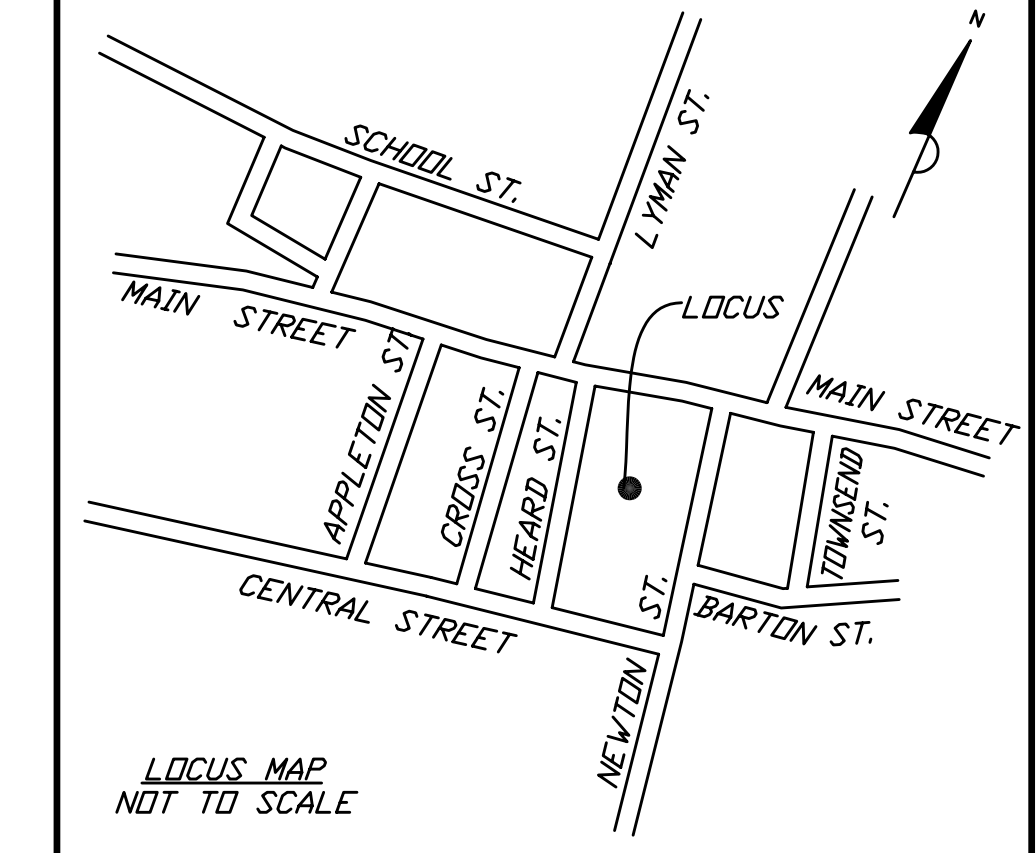 N
SCHOOL ST.
LYMAN ST.
LOCUS
MAIN STREET
MAIN STREET
APPLETON ST.
CROSS ST.
HEARD ST.
TOWNSEND
ST.
CENTRAL STREET
NEWTON ST.
BARTON ST.
LOCUS MAP
NOT TO SCALE